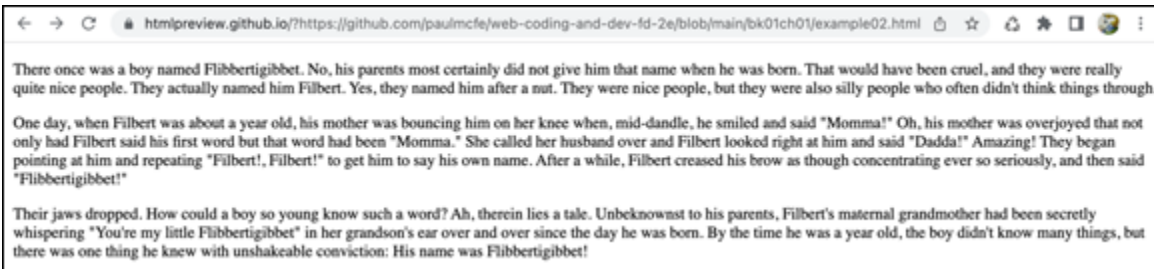 htmlpreview.github.io/?https://github.com/paulmcfe/web-coding-and-dev-fd-2e/blob/main/bk01ch01/example02.html
There once was a boy named Flibbertigibbet. No, his parents most certainly did not give him that name when he was born. That would have been cruel, and they were really
quite nice people. They actually named him Filbert. Yes, they named him after a nut. They were nice people, but they were also silly people who often didn't think things through
One day, when Filbert was about a year old, his mother was bouncing him on her knee when, mid-dandle, he smiled and said "Momma!" Oh, his mother was overjoyed that not
only had Filbert said his first word but that word had been "Momma." She called her husband over and Filbert looked right at him and said "Dadda!" Amazing! They began
pointing at him and repeating "Filbert!, Filbert!" to get him to say his own name. After a while, Filbert creased his brow as though concentrating ever so seriously, and then said
"Flibbertigibbet!"
Their jaws dropped. How could a boy so young know such a word? Ah, therein lies a tale. Unbeknownst to his parents, Filbert's maternal grandmother had been secretly
whispering "You're my little Flibbertigibbet" in her grandson's ear over and over since the day he was born. By the time he was a year old, the boy didn't know many things, but
there was one thing he knew with unshakeable conviction: His name was Flibbertigibbet!